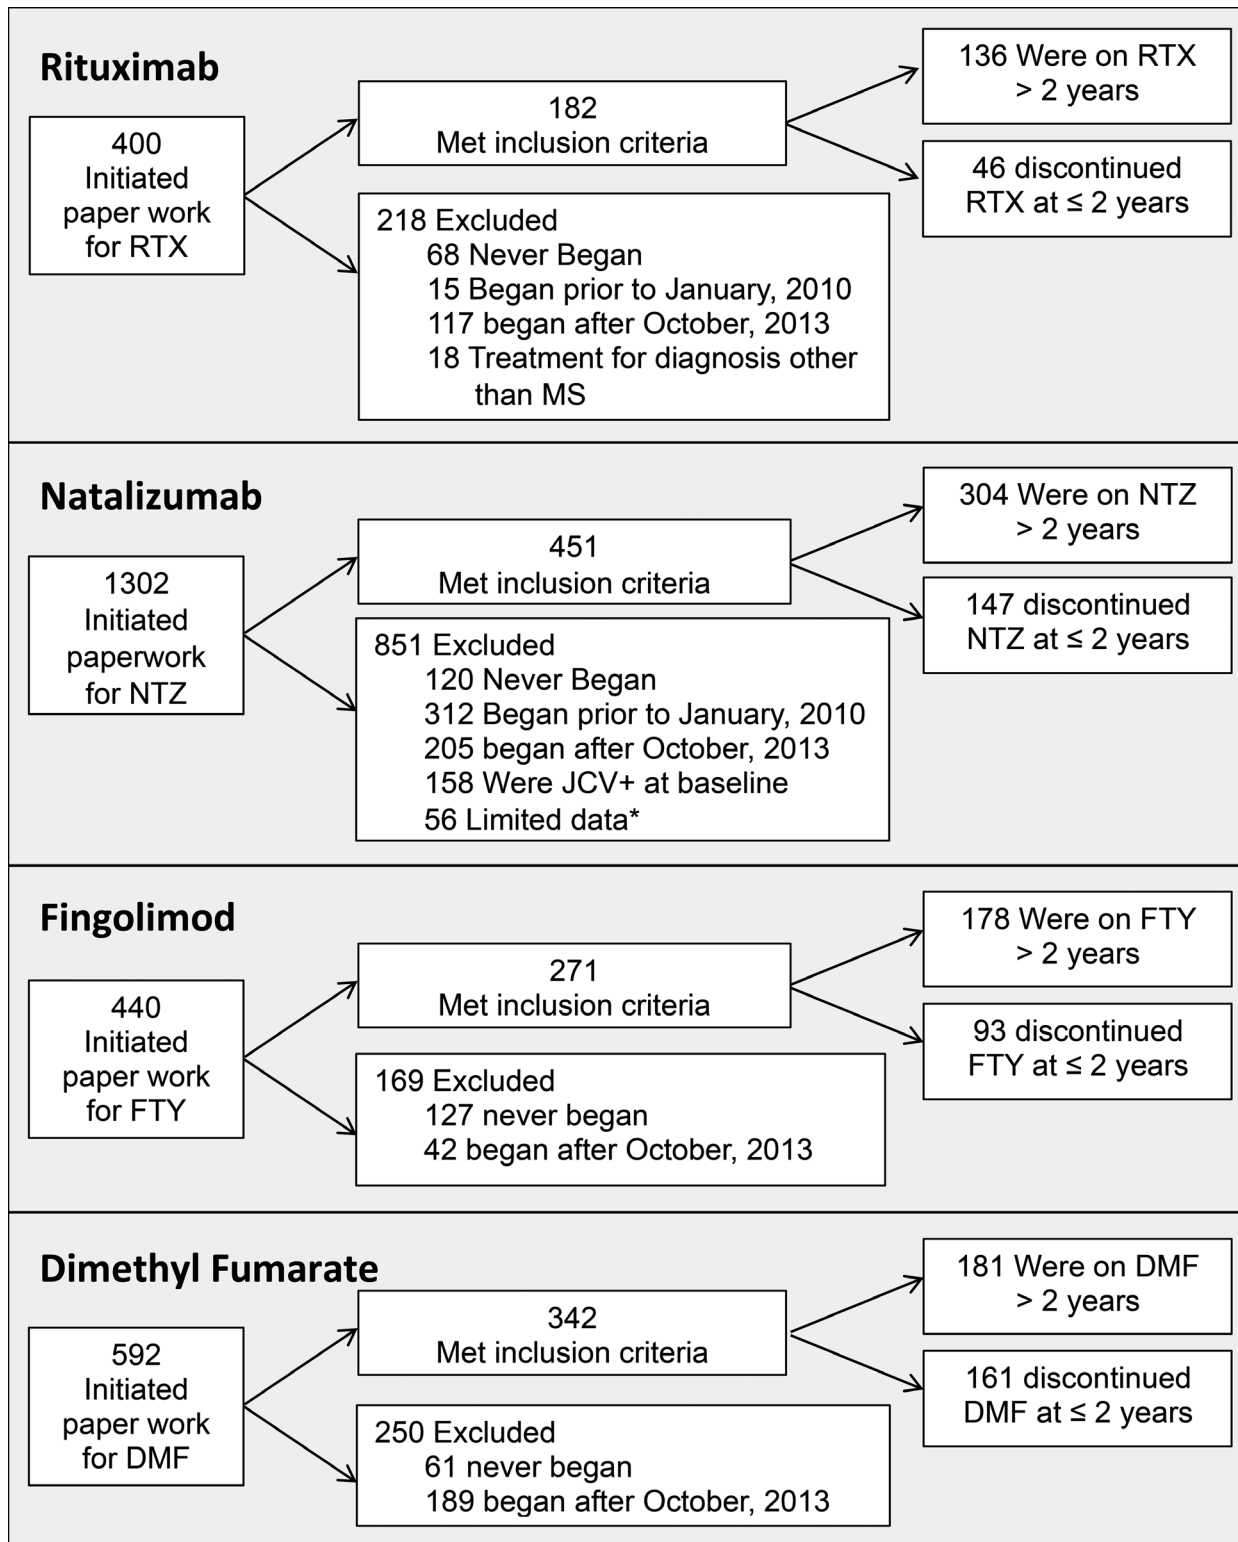 Rituximab
400
Initiated
paper work
for RTX
182
Met inclusion criteria
218 Excluded
68 Never Began
15 Began prior to January, 2010
117 began after October, 2013
18 Treatment for diagnosis other
than MS
136 Were on RTX
> 2 years
46 discontinued
RTX at ≤ 2 years
Natalizumab
1302
Initiated
paperwork
for NTZ
451
Met inclusion criteria
851 Excluded
120 Never Began
312 Began prior to January, 2010
205 began after October, 2013
158 Were JCV+ at baseline
56 Limited data*
304 Were on NTZ
> 2 years
147 discontinued
NTZ at ≤ 2 years
Fingolimod
440
Initiated
paper work
for FTY
271
Met inclusion criteria
169 Excluded
127 never began
42 began after October, 2013
178 Were on FTY
> 2 years
93 discontinued
FTY at ≤ 2 years
Dimethyl Fumarate
592
Initiated
paper work
for DMF
342
Met inclusion criteria
250 Excluded
61 never began
189 began after October, 2013
181 Were on DMF
> 2 years
161 discontinued
DMF at ≤ 2 years